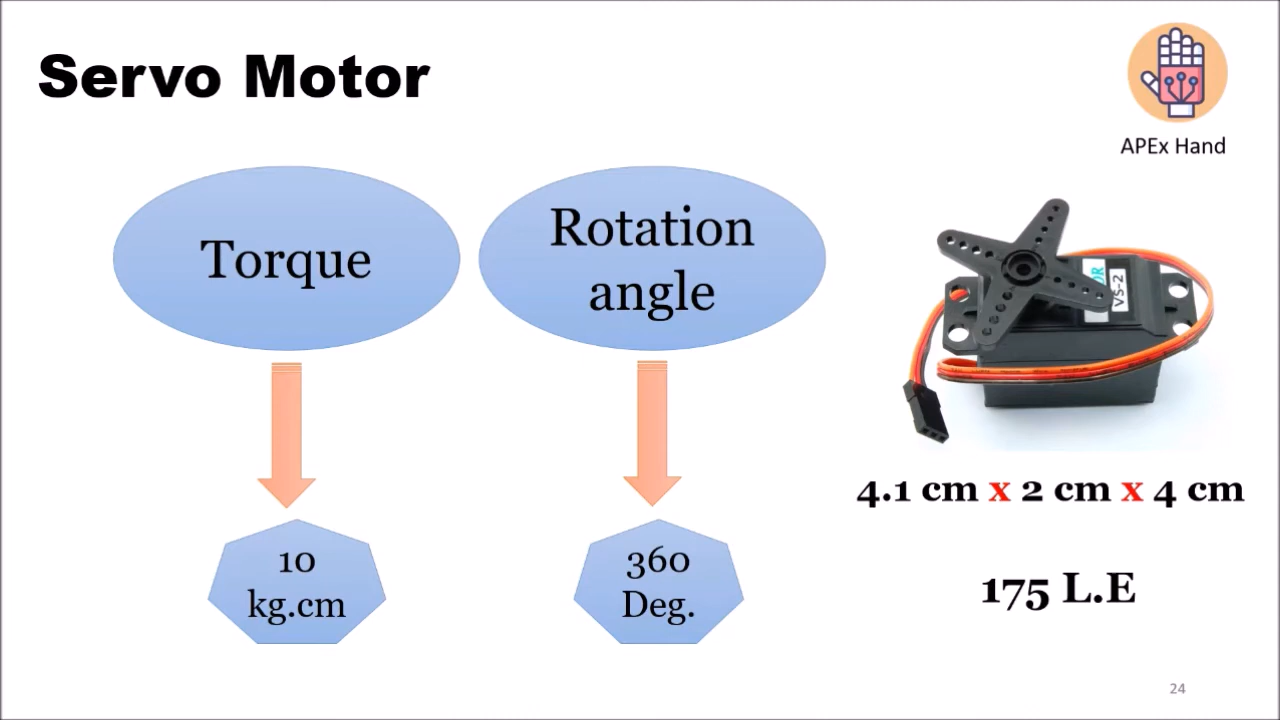 Servo Motor
APEx Hand
Torque
Rotation
angle
10
kg.cm
360
Deg.
VS-2
4.1 cm x 2 cm x 4 cm
175 L.E
24